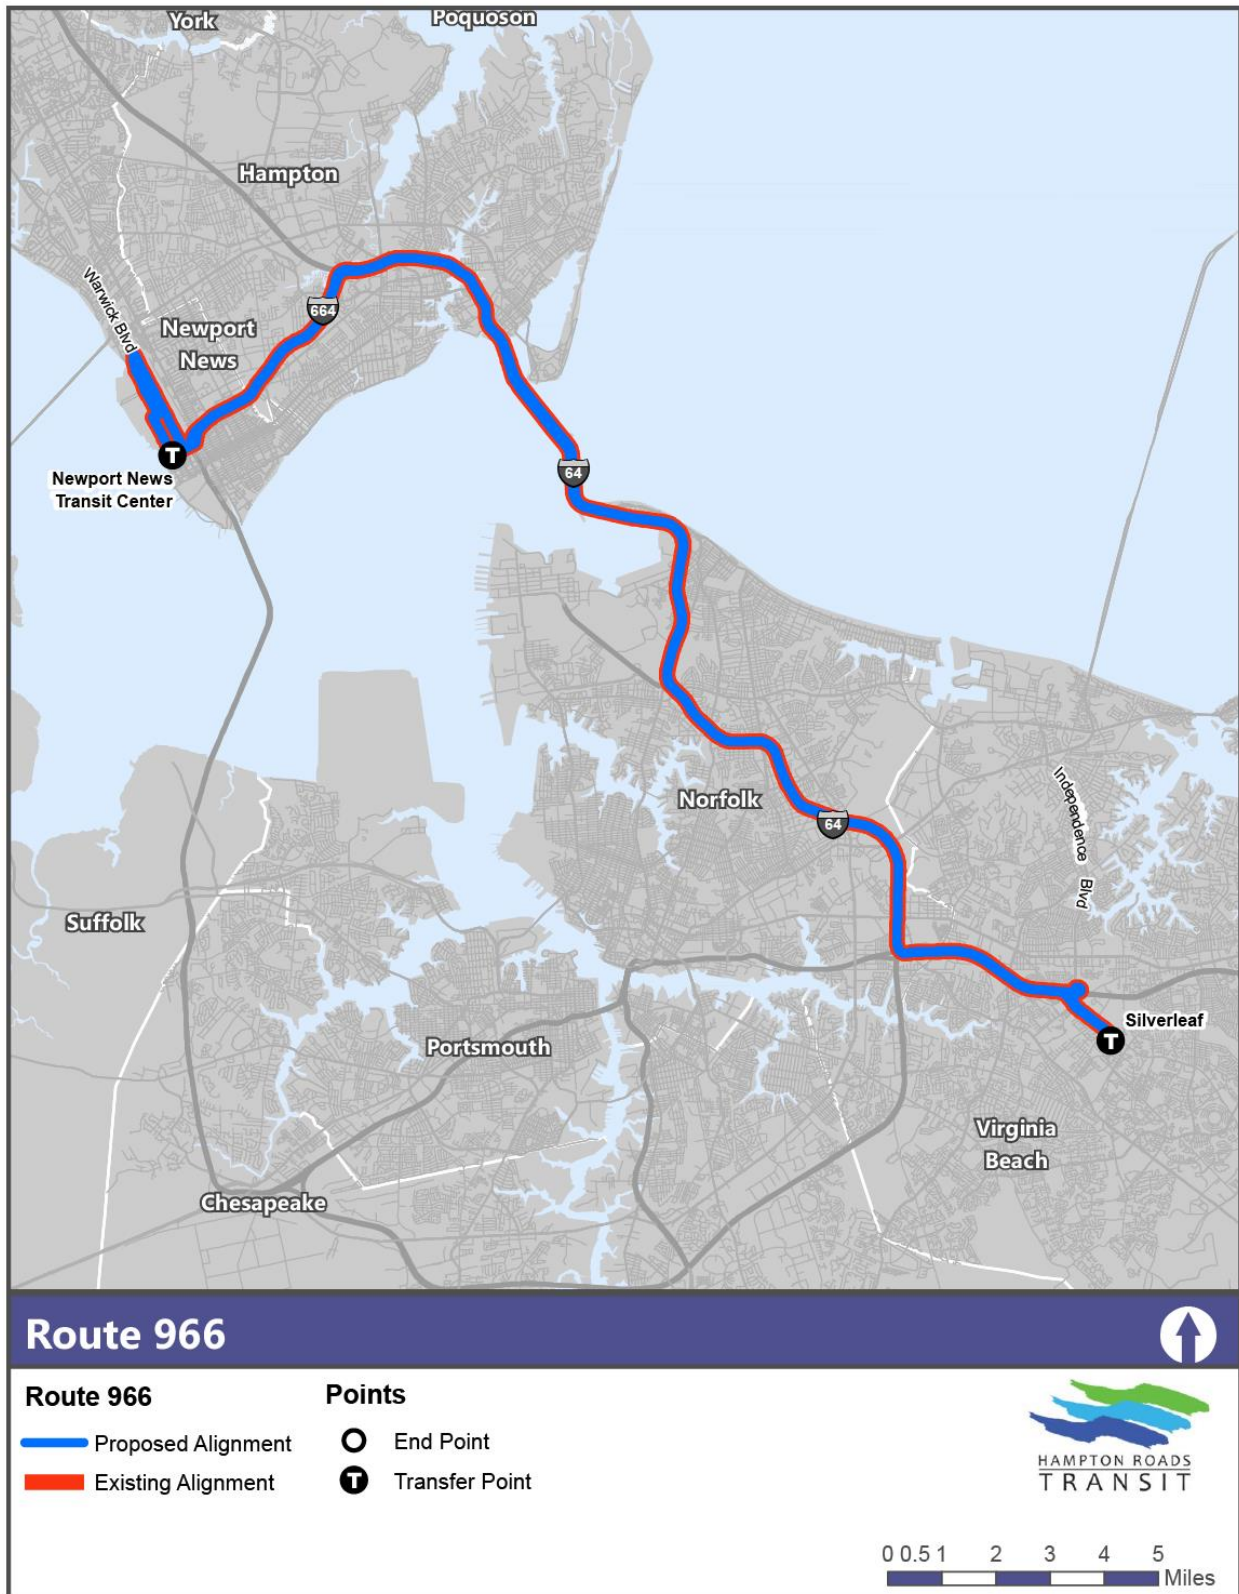 York
Poquoson
Hampton
Warwick Blvd
664
Newport
News
T
Newport News
Transit Center
64
Norfolk
64
Independence Blvd
Suffolk
Silverleaf
T
Portsmouth
Virginia
Beach
Chesapeake
Route 966
Route 966
Points
Proposed Alignment
End Point
Existing Alignment
T
Transfer Point
HAMPTON ROADS
TRANSIT
0 0.5 1 2 3 4 5
Miles